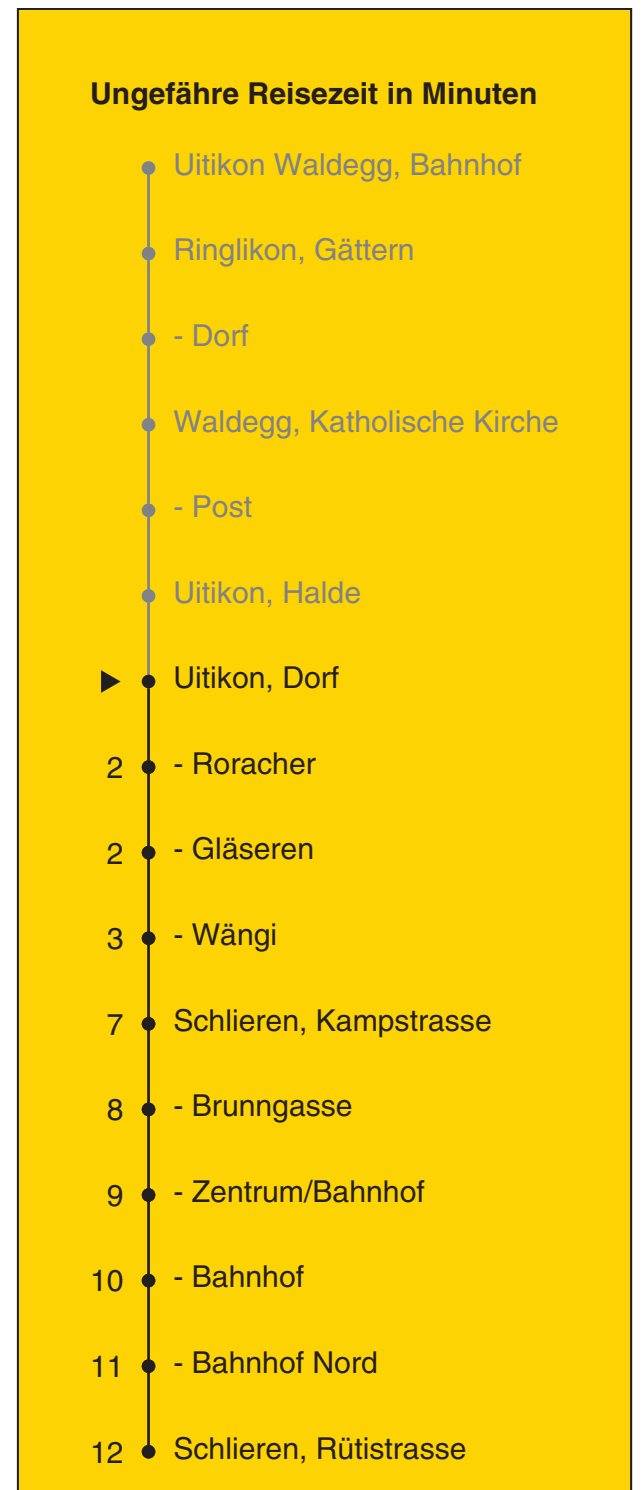 Ungefähre Reisezeit in Minuten
Uitikon Waldegg, Bahnhof
Ringlikon, Gättern
- Dorf
Waldegg, Katholische Kirche
- Post
Uitikon, Halde
Uitikon, Dorf
2 - Roracher
2 - Gläseren
3 - Wängi
7 Schlieren, Kampstrasse
8 - Brunngasse
9 - Zentrum/Bahnhof
10 - Bahnhof
11 - Bahnhof Nord
12 Schlieren, Rütistrasse